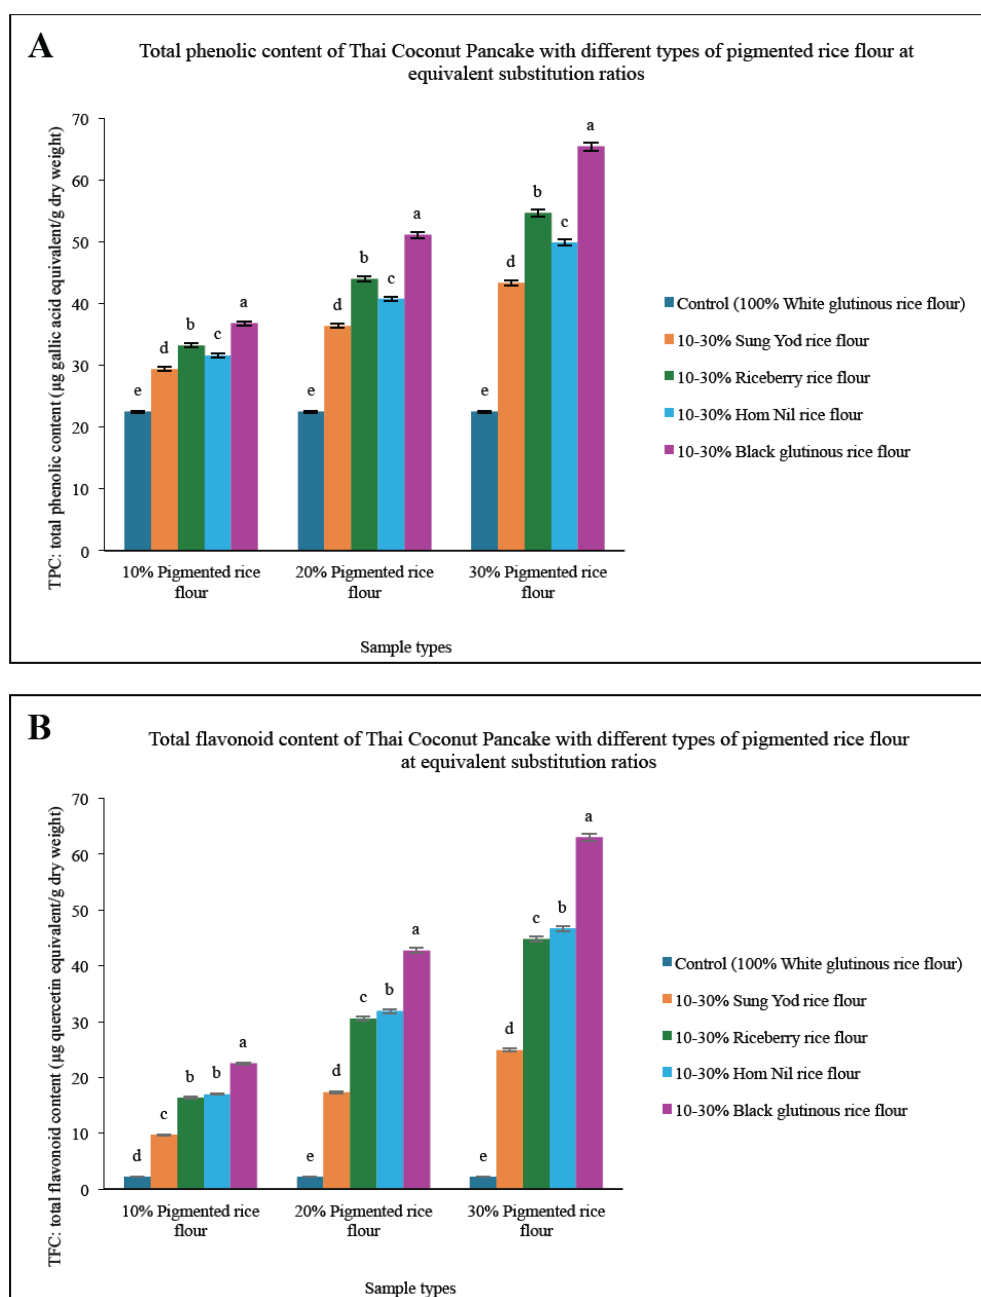 A
Total phenolic content of Thai Coconut Pancake with different types of pigmented rice flour at
equivalent substitution ratios
TPC: total phenolic content (µg gallic acid equivalent/g dry weight)
70
60
50
40
30
20
10
0
e
d
b
c
a
e
d
b
c
a
e
d
b
c
a
10% Pigmented rice
flour
20% Pigmented rice
flour
30% Pigmented rice
flour
Sample types
Control (100% White glutinous rice flour)
10-30% Sung Yod rice flour
10-30% Riceberry rice flour
10-30% Hom Nil rice flour
10-30% Black glutinous rice flour
B
Total flavonoid content of Thai Coconut Pancake with different types of pigmented rice flour
at equivalent substitution ratios
TFC: total flavonoid content (µg quercetin equivalent/g dry weight)
70
60
50
40
30
20
10
0
d
c
b
b
a
e
d
c
b
a
e
d
c
b
a
10% Pigmented rice
flour
20% Pigmented rice
flour
30% Pigmented rice
flour
Sample types
Control (100% White glutinous rice flour)
10-30% Sung Yod rice flour
10-30% Riceberry rice flour
10-30% Hom Nil rice flour
10-30% Black glutinous rice flour